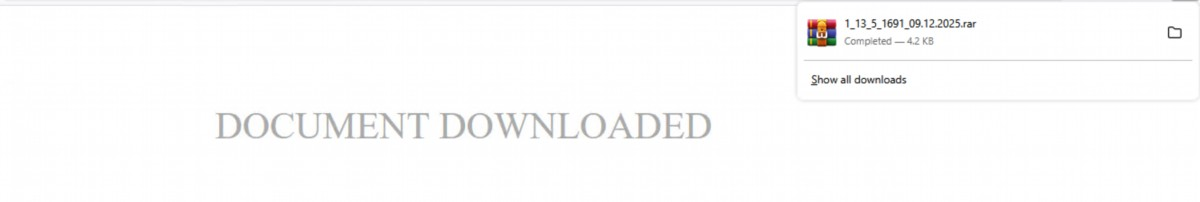 1_13_5_1691_09.12.2025.rar
Completed — 4.2 KB
Show all downloads
DOCUMENT DOWNLOADED